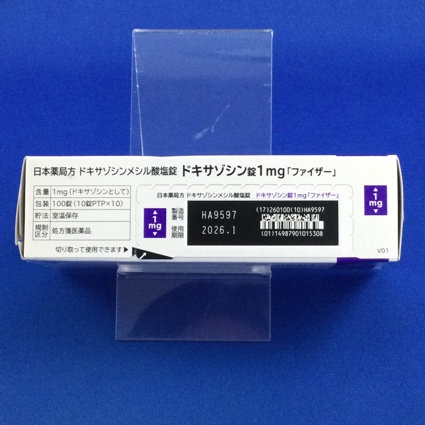 日本薬局方 ドキサゾシンメシル酸塩錠 ドキサゾシン錠1mg「ファイザー」
含量 1mg(ドキサゾシンとして)
包装 100錠(10錠PTP×10)
貯法 室温保存
規制区分 処方箋医薬品
切り取って使用できます
1mg
日本薬局方 ドキサゾシンメシル酸塩錠 ドキサゾシン錠1mg「ファイザー」
製造番号 HA9597
使用期限 2026.1
(17)260100(10)HA9597
(01)14987901015308
1mg
V01